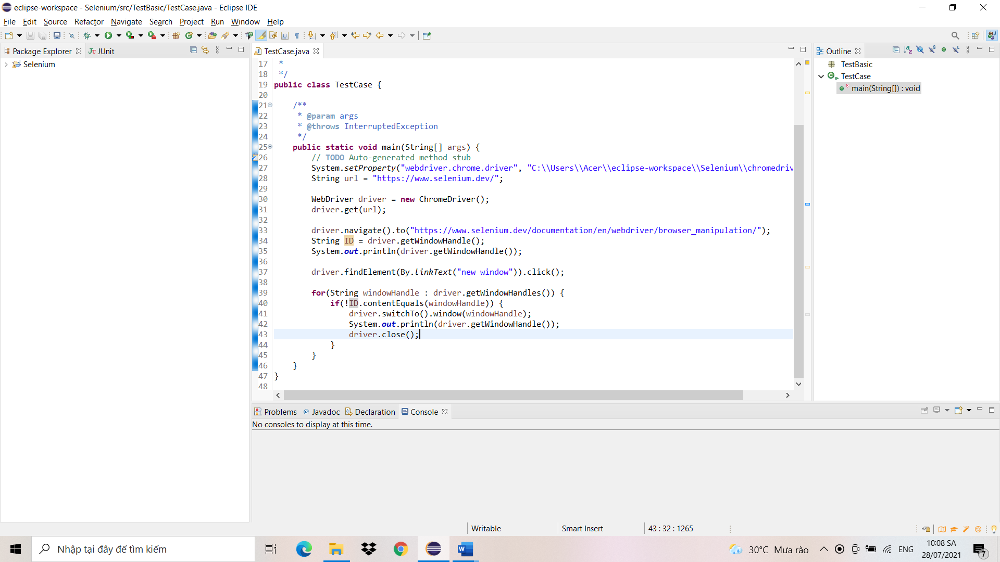 eclipse-workspace - Selenium/src/TestBasic/TestCase.java - Eclipse IDE
File Edit Source Refactor Navigate Search Project Run Window Help
Package Explorer JUnit
Selenium
TestCase.java
17 *
18 */
19 public class TestCase {
20
21 /**
22 * @param args
23 * @throws InterruptedException
24 */
25 public static void main(String[] args) {
26 // TODO Auto-generated method stub
27 System.setProperty("webdriver.chrome.driver", "C:\\Users\\Acer\\eclipse-workspace\\Selenium\\chromedriv
28 String url = "https://www.selenium.dev/";
29
30 WebDriver driver = new ChromeDriver();
31 driver.get(url);
32
33 driver.navigate().to("https://www.selenium.dev/documentation/en/webdriver/browser_manipulation/");
34 String ID = driver.getWindowHandle();
35 System.out.println(driver.getWindowHandle());
36
37 driver.findElement(By.linkText("new window")).click();
38
39 for(String windowHandle : driver.getWindowHandles()) {
40 if(!ID.contentEquals(windowHandle)) {
41 driver.switchTo().window(windowHandle);
42 System.out.println(driver.getWindowHandle());
43 driver.close();
44 }
45 }
46 }
47 }
48
Outline
TestBasic
TestCase
main(String[]) : void
Problems @ Javadoc Declaration Console
No consoles to display at this time.
Writable Smart Insert 43 : 32 : 1265
Nhập tại đây để tìm kiếm
30°C Mưa rào
ENG
10:08 SA
28/07/2021
7